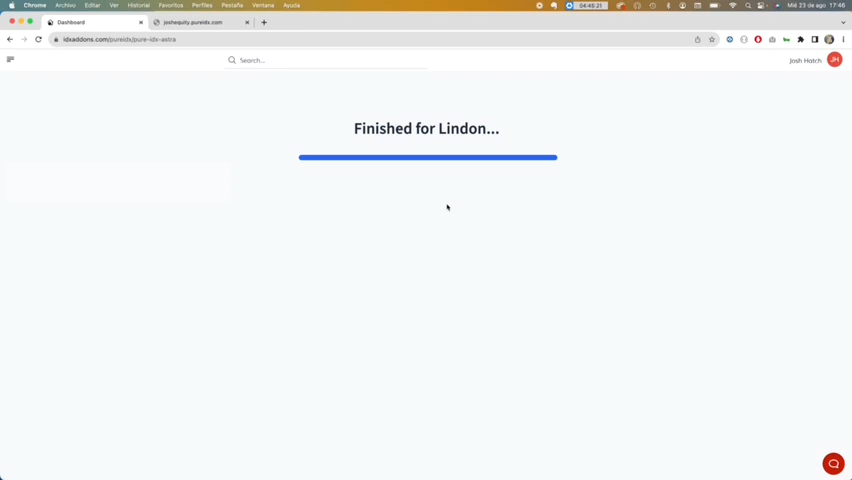 Chrome Archivo Editar Ver Historial Favoritos Perfiles Pestaña Ventana Ayuda 04:45:21 Mié 23 de ago 17:46
Dashboard joshequity.pureidx.com
idxaddons.com/pureidx/pure-idx-astra
Search... Josh Hatch JH
Finished for Lindon...